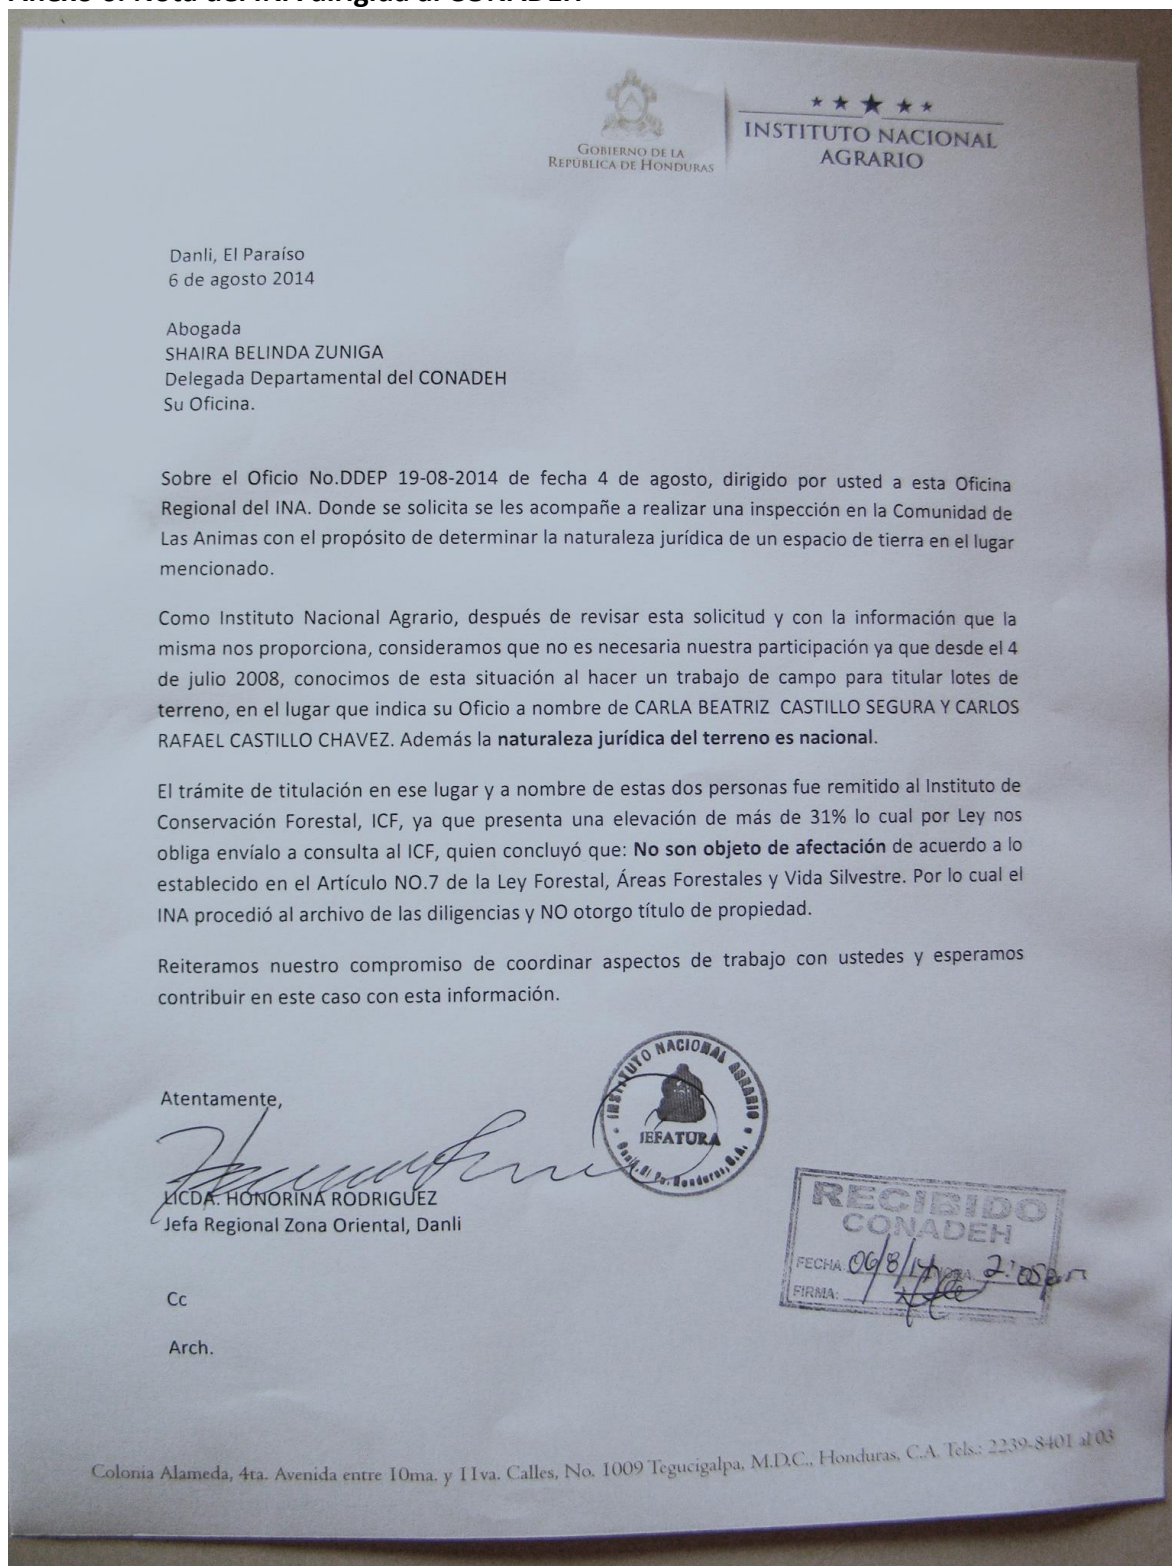 GOBIERNO DE LA
REPÚBLICA DE HONDURAS
INSTITUTO NACIONAL
AGRARIO
Danli, El Paraíso
6 de agosto 2014
Abogada
SHAIRA BELINDA ZUNIGA
Delegada Departamental del CONADEH
Su Oficina.
Sobre el Oficio No.DDEP 19-08-2014 de fecha 4 de agosto, dirigido por usted a esta Oficina
Regional del INA. Donde se solicita se les acompañe a realizar una inspección en la Comunidad de
Las Animas con el propósito de determinar la naturaleza jurídica de un espacio de tierra en el lugar
mencionado.
Como Instituto Nacional Agrario, después de revisar esta solicitud y con la información que la
misma nos proporciona, consideramos que no es necesaria nuestra participación ya que desde el 4
de julio 2008, conocimos de esta situación al hacer un trabajo de campo para titular lotes de
terreno, en el lugar que indica su Oficio a nombre de CARLA BEATRIZ CASTILLO SEGURA Y CARLOS
RAFAEL CASTILLO CHAVEZ. Además la naturaleza jurídica del terreno es nacional.
El trámite de titulación en ese lugar y a nombre de estas dos personas fue remitido al Instituto de
Conservación Forestal, ICF, ya que presenta una elevación de más de 31% lo cual por Ley nos
obliga envíalo a consulta al ICF, quien concluyó que: No son objeto de afectación de acuerdo a lo
establecido en el Artículo NO.7 de la Ley Forestal, Áreas Forestales y Vida Silvestre. Por lo cual el
INA procedió al archivo de las diligencias y NO otorgo título de propiedad.
Reiteramos nuestro compromiso de coordinar aspectos de trabajo con ustedes y esperamos
contribuir en este caso con esta información.
Atentamente,
INSTITUTO NACIONAL AGRARIO
JEFATURA
LICDA. HONORINA RODRIGUEZ
Jefa Regional Zona Oriental, Danli
RECIBIDO
CONADEH
FECHA: 06/8/14 HORA: 2:05pm
FIRMA:
Cc
Arch.
Colonia Alameda, 4ta. Avenida entre 10ma. y 11va. Calles, No. 1009 Tegucigalpa, M.D.C., Honduras, C.A. Tels.: 2239-8401 al 03